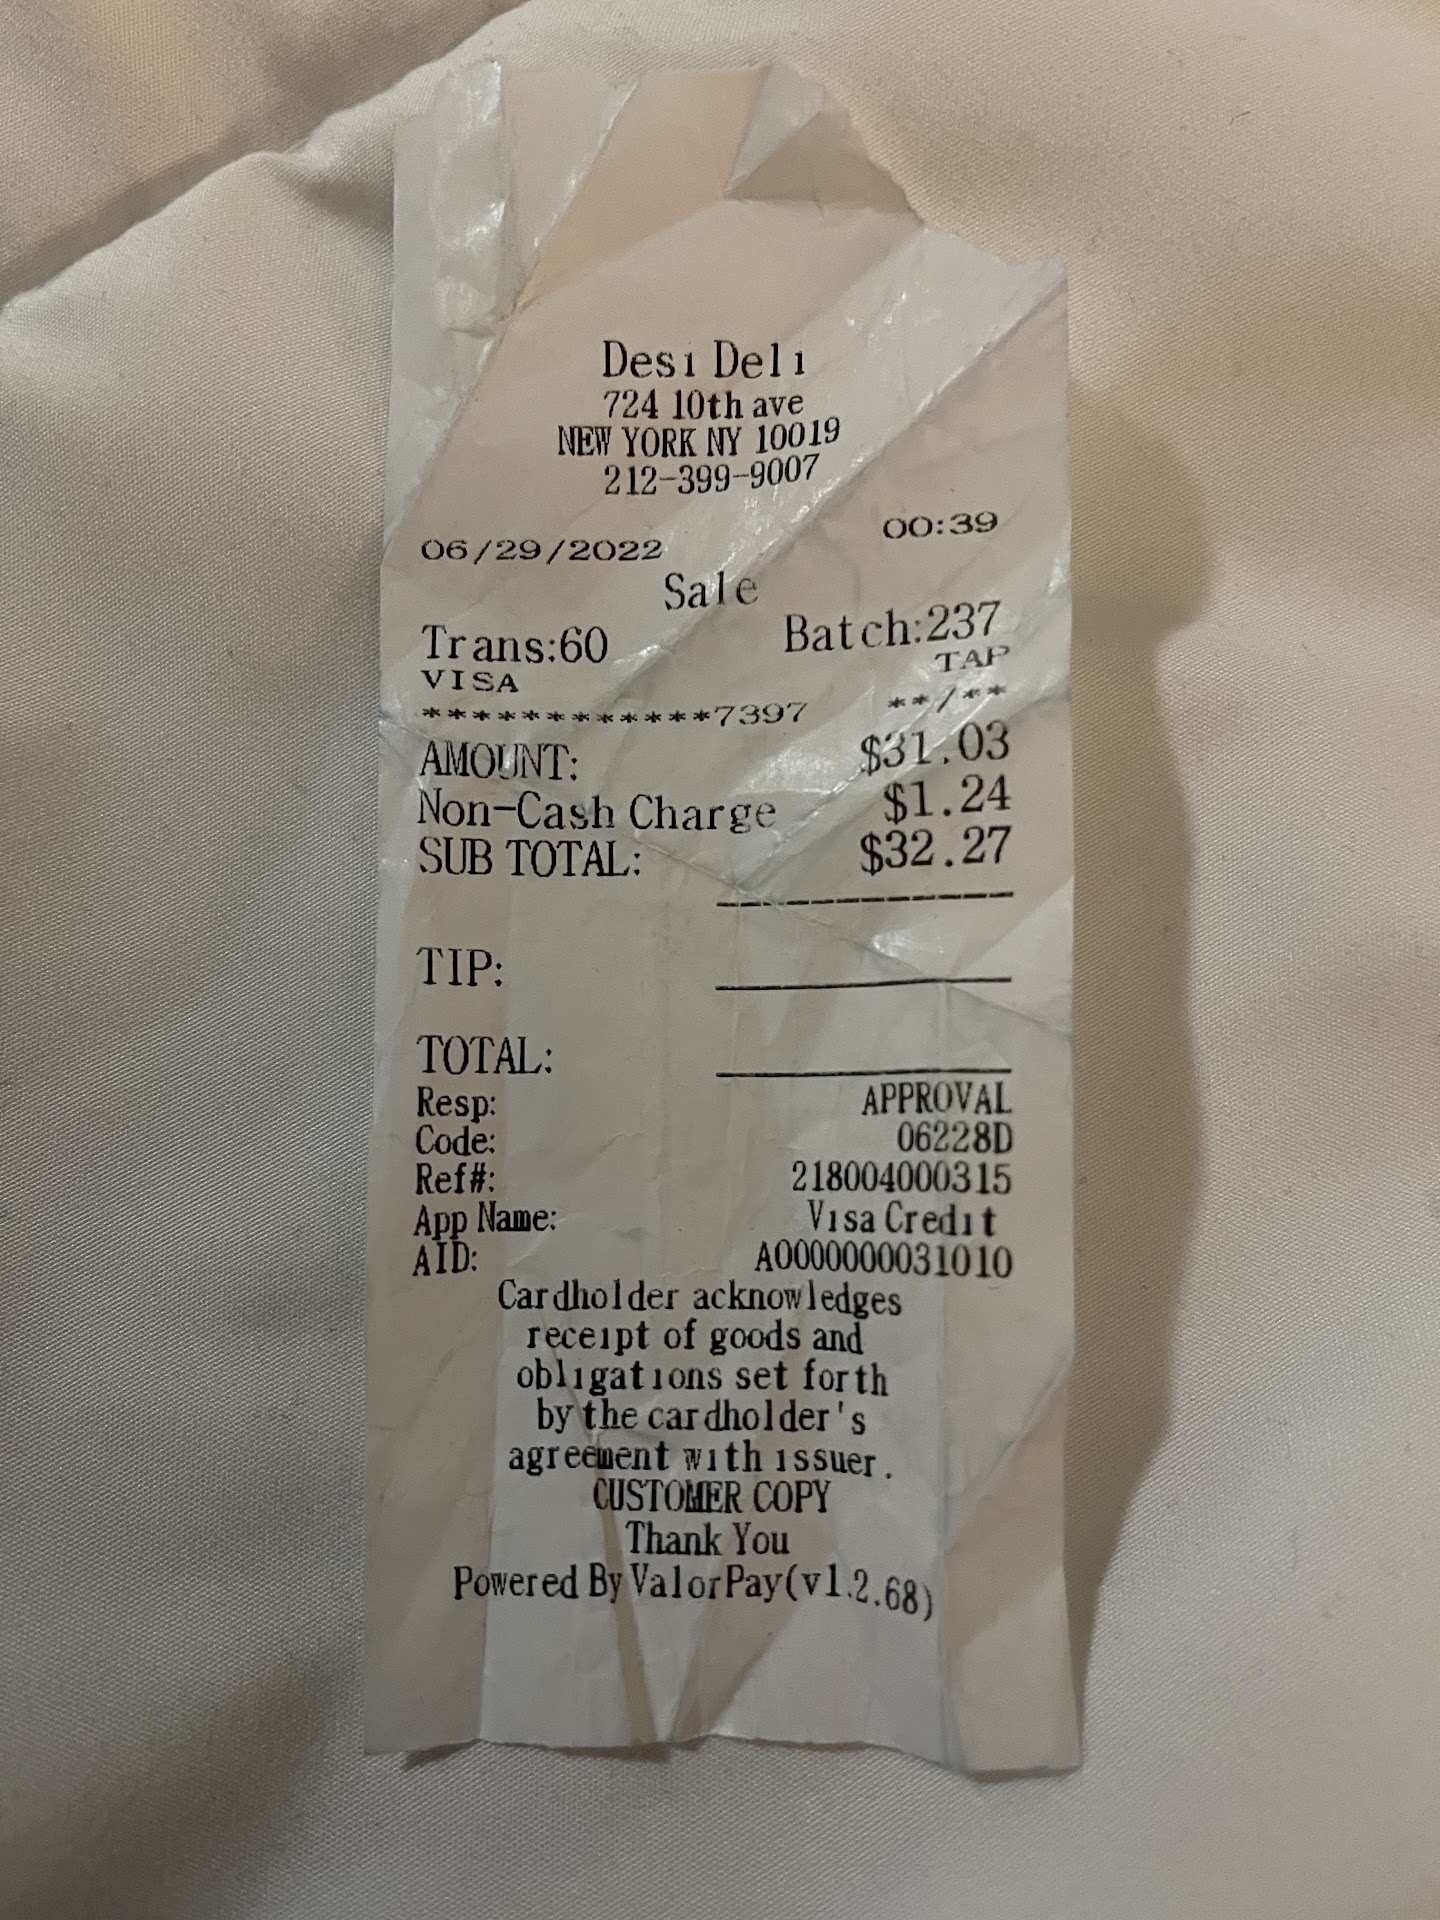 Desi Deli
724 10th ave
NEW YORK NY 10019
212-399-9007
06/29/2022 00:39
Sale
Trans:60 Batch:237
VISA TAP
************7397 **/**
AMOUNT: $31.03
Non-Cash Charge $1.24
SUB TOTAL: $32.27
TIP:
TOTAL:
Resp: APPROVAL
Code: 06228D
Ref#: 218004000315
App Name: Visa Credit
AID: A0000000031010
Cardholder acknowledges
receipt of goods and
obligations set forth
by the cardholder's
agreement with issuer.
CUSTOMER COPY
Thank You
Powered By ValorPay(v1.2.68)